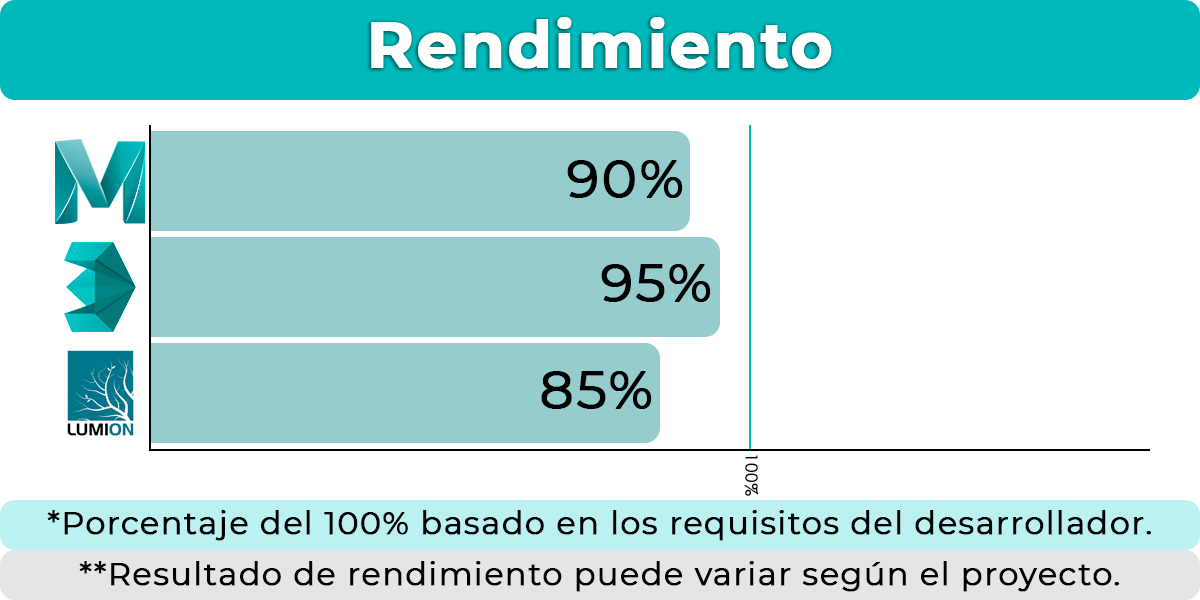 Rendimiento
M
90%
95%
85%
LUMION
100%
*Porcentaje del 100% basado en los requisitos del desarrollador.
**Resultado de rendimiento puede variar según el proyecto.